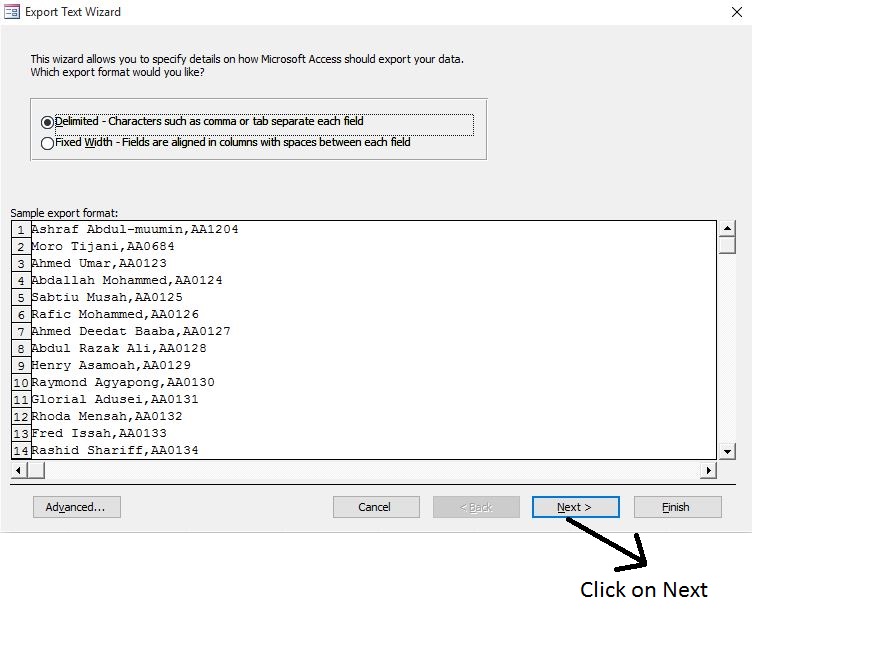 Export Text Wizard
This wizard allows you to specify details on how Microsoft Access should export your data.
Which export format would you like?
Delimited - Characters such as comma or tab separate each field
Fixed Width - Fields are aligned in columns with spaces between each field
Sample export format:
1 Ashraf Abdul-muumin,AA1204
2 Moro Tijani,AA0684
3 Ahmed Umar,AA0123
4 Abdallah Mohammed,AA0124
5 Sabtiu Musah,AA0125
6 Rafic Mohammed,AA0126
7 Ahmed Deedat Baaba,AA0127
8 Abdul Razak Ali,AA0128
9 Henry Asamoah,AA0129
10 Raymond Agyapong,AA0130
11 Glorial Adusei,AA0131
12 Rhoda Mensah,AA0132
13 Fred Issah,AA0133
14 Rashid Shariff,AA0134
Advanced... Cancel < Back Next > Finish
Click on Next